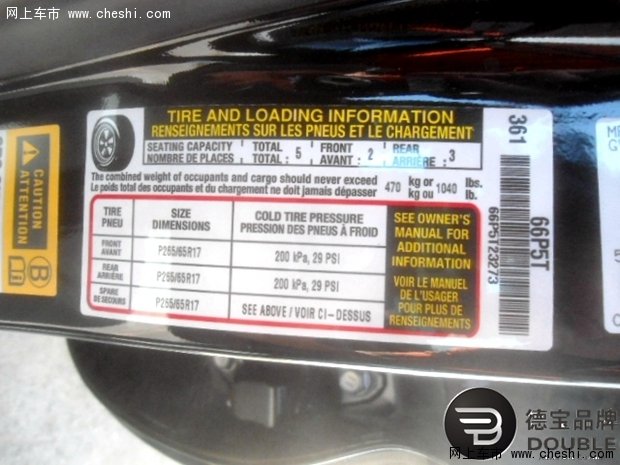 网上车市
www.cheshi.com
TIRE AND LOADING INFORMATION
RENSEIGNEMENTS SUR LES PNEUS ET LE CHARGEMENT
SEATING CAPACITY TOTAL : 5 FRONT : 2 REAR : 3
NOMBRE DE PLACES TOTAL : AVANT : ARRIÈRE :
The combined weight of occupants and cargo should never exceed 470 kg or 1040 lbs.
Le poids total des occupants et du chargement ne doit jamais dépasser kg ou lb.
TIRE SIZE COLD TIRE PRESSURE
PNEU DIMENSIONS PRESSION DES PNEUS À FROID
FRONT
AVANT P265/65R17 200 kPa, 29 PSI
REAR
ARRIÈRE P265/65R17 200 kPa, 29 PSI
SPARE
DE SECOURS P265/65R17 SEE ABOVE / VOIR CI-DESSUS
SEE OWNER'S
MANUAL FOR
ADDITIONAL
INFORMATION
VOIR LE MANUEL
DE L'USAGER
POUR PLUS DE
RENSEIGNEMENTS
361
66P5T
66P5T23273
CAUTION
ATTENTION
B
德宝品牌
DOUBLE
网上车市 www.cheshi.com